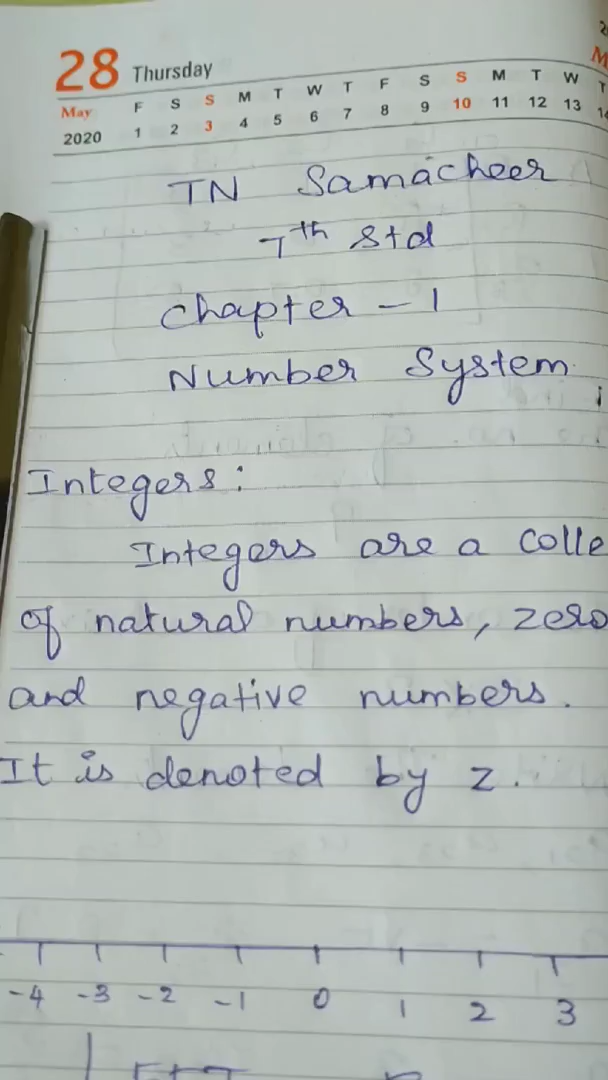 28 Thursday
May F S S M T W T F S S M T W T
2020 1 2 3 4 5 6 7 8 9 10 11 12 13 14
TN Samacheer
7th Std
Chapter - 1
Number System
Integers:
Integers are a colle
of natural numbers, zero
and negative numbers.
It is denoted by z.
-4 -3 -2 -1 0 1 2 3